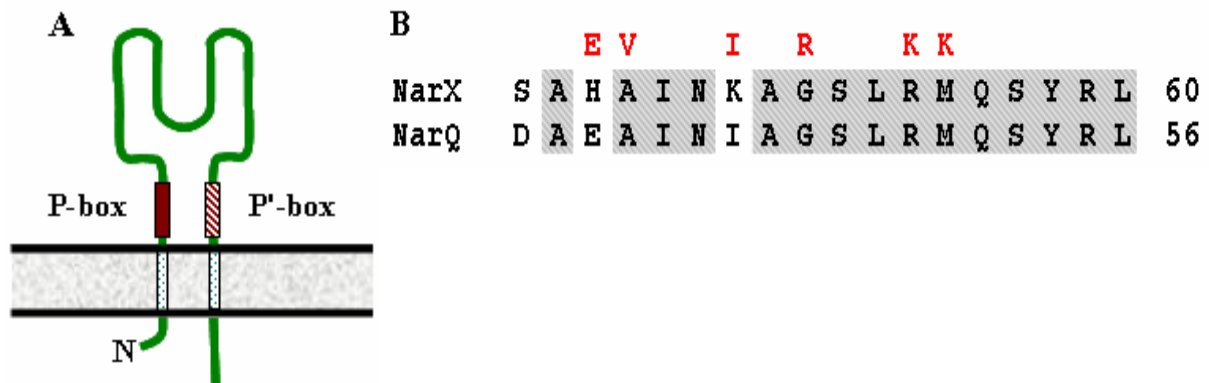 A
P-box
P'-box
N
B
E V I R K K
NarX S A H A I N K A G S L R M Q S Y R L 60
NarQ D A E A I N I A G S L R M Q S Y R L 56